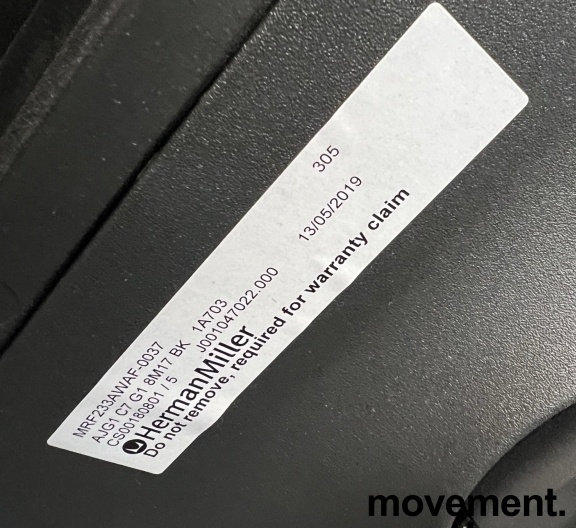 MRF233AWAF-0037 305
AJG1 C7 G1 8M17 BK 1A703
CS00180801 / 5 J001047022.000 13/05/2019
HermanMiller
Do not remove, required for warranty claim
movement.